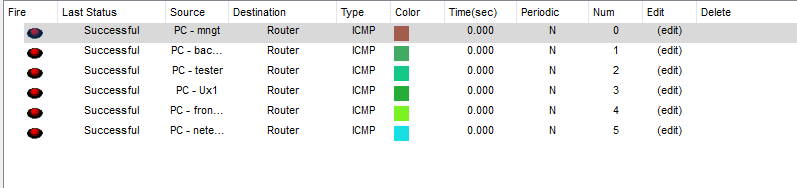 Fire Last Status Source Destination Type Color Time(sec) Periodic Num Edit Delete
Successful PC - mngt Router ICMP 0.000 N 0 (edit)
Successful PC - bac... Router ICMP 0.000 N 1 (edit)
Successful PC - tester Router ICMP 0.000 N 2 (edit)
Successful PC - Ux1 Router ICMP 0.000 N 3 (edit)
Successful PC - fron... Router ICMP 0.000 N 4 (edit)
Successful PC - nete... Router ICMP 0.000 N 5 (edit)